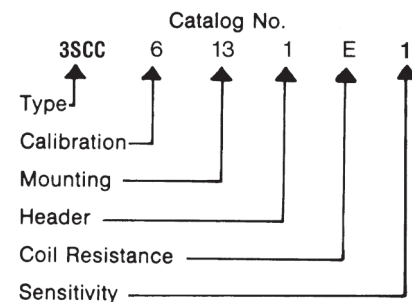 Catalog No.
3SCC 6 13 1 E 1
Type
Calibration
Mounting
Header
Coil Resistance
Sensitivity